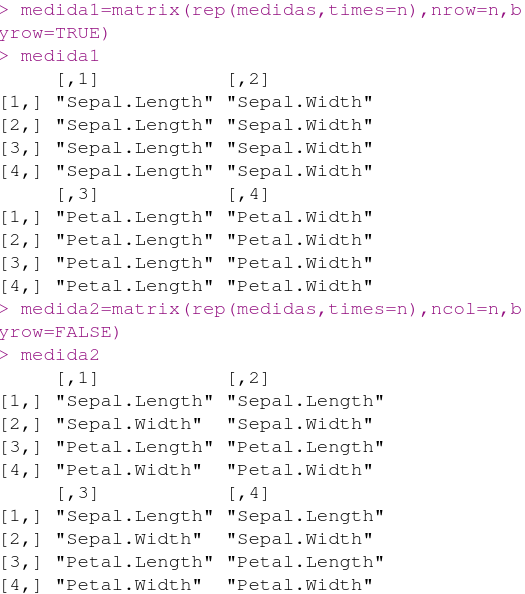 > medida1=matrix(rep(medidas,times=n),nrow=n,b
yrow=TRUE)
> medida1
     [,1]           [,2]
[1,] "Sepal.Length" "Sepal.Width"
[2,] "Sepal.Length" "Sepal.Width"
[3,] "Sepal.Length" "Sepal.Width"
[4,] "Sepal.Length" "Sepal.Width"
     [,3]           [,4]
[1,] "Petal.Length" "Petal.Width"
[2,] "Petal.Length" "Petal.Width"
[3,] "Petal.Length" "Petal.Width"
[4,] "Petal.Length" "Petal.Width"
> medida2=matrix(rep(medidas,times=n),ncol=n,b
yrow=FALSE)
> medida2
     [,1]           [,2]
[1,] "Sepal.Length" "Sepal.Length"
[2,] "Sepal.Width"  "Sepal.Width"
[3,] "Petal.Length" "Petal.Length"
[4,] "Petal.Width"  "Petal.Width"
     [,3]           [,4]
[1,] "Sepal.Length" "Sepal.Length"
[2,] "Sepal.Width"  "Sepal.Width"
[3,] "Petal.Length" "Petal.Length"
[4,] "Petal.Width"  "Petal.Width"